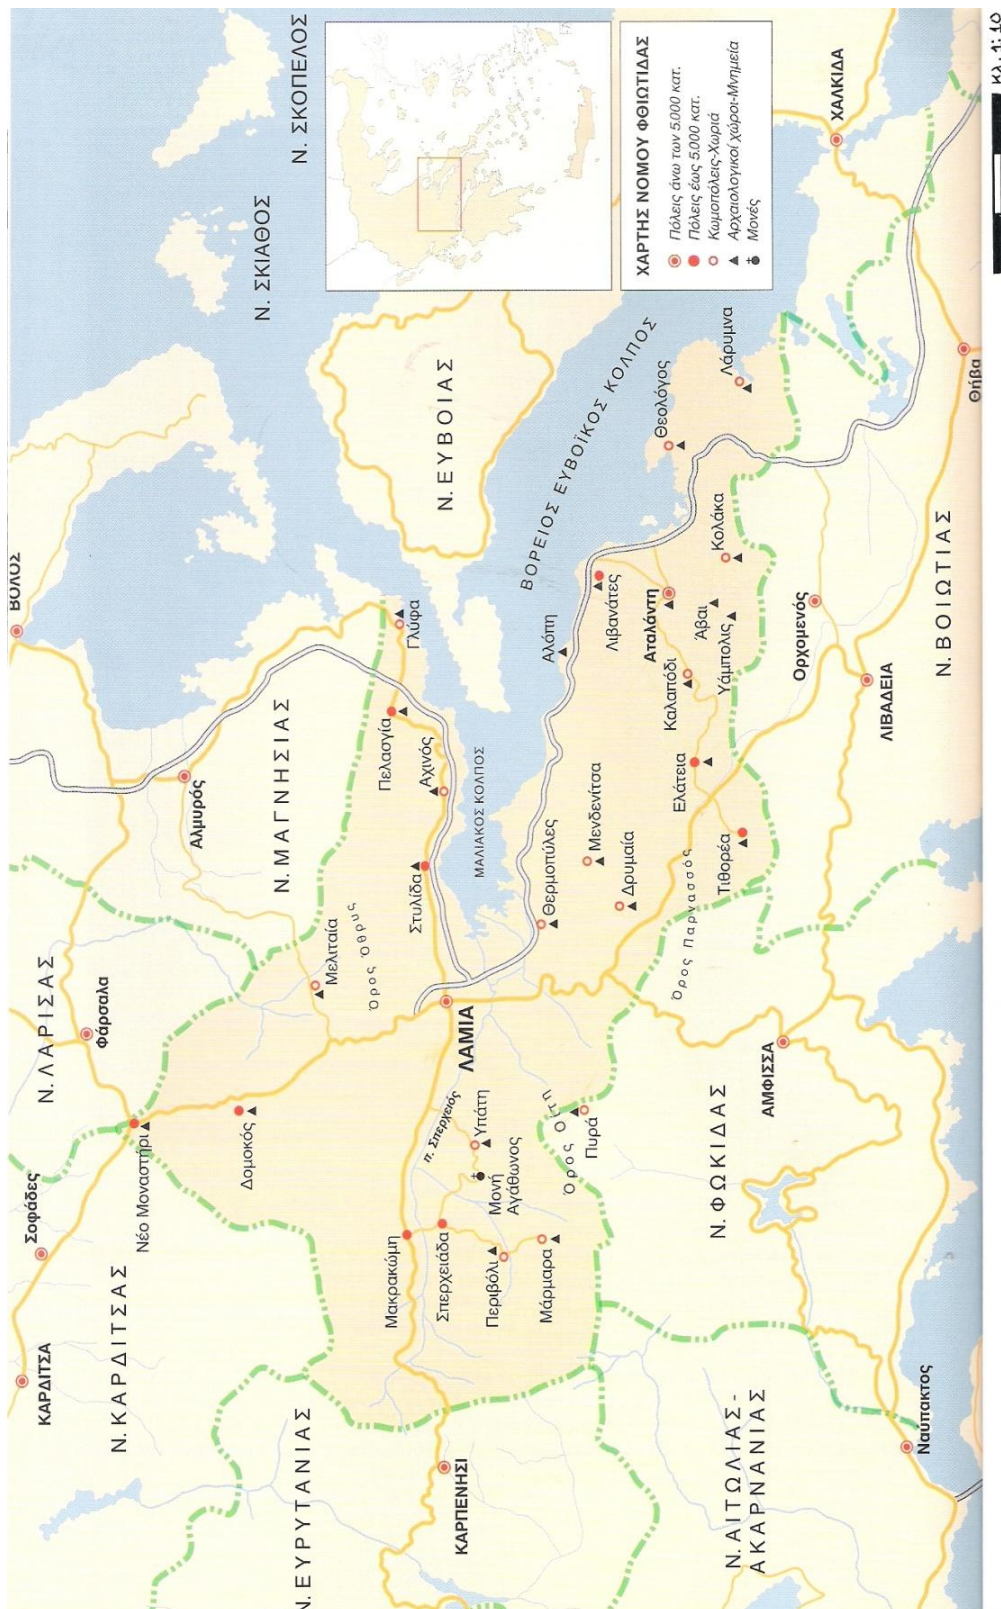 ΒΟΛΟΣ
ΚΑΡΔΙΤΣΑ
Σοφάδες
Ν. ΛΑΡΙΣΑΣ
Φάρσαλα
Ν. ΚΑΡΔΙΤΣΑΣ
Νέο Μοναστήρι
Αλμυρός
Ν. ΣΚΙΑΘΟΣ
Ν. ΣΚΟΠΕΛΟΣ
Δομοκός
Ν. ΜΑΓΝΗΣΙΑΣ
Μελιταία
Όρος Όθρυς
Ν. ΕΥΡΥΤΑΝΙΑΣ
Μακρακώμη
Στυλίδα
Πελασγία
Γλύφα
Αχινός
Ν. ΕΥΒΟΙΑΣ
ΚΑΡΠΕΝΗΣΙ
Σπερχειάδα
π. Σπερχειός
ΛΑΜΙΑ
ΜΑΛΙΑΚΟΣ ΚΟΛΠΟΣ
Περιβόλι
Μονή
Αγάθωνος
Υπάτη
Μάρμαρα
Όρος Οίτη
Πυρά
Θερμοπύλες
Αλόπη
ΒΟΡΕΙΟΣ ΕΥΒΟΪΚΟΣ ΚΟΛΠΟΣ
Μενδενίτσα
Λιβανάτες
Δρυμαία
Αταλάντη
Θεολόγος
Όρος Παρνασσός
Ελάτεια
Καλαπόδι
Άβαι
Υάμπολις
Κολάκα
Λάρυμνα
Τιθορέα
Ν. ΦΩΚΙΔΑΣ
ΑΜΦΙΣΣΑ
Ορχομενός
ΧΑΛΚΙΔΑ
Ν. ΑΙΤΩΛΙΑΣ -
ΑΚΑΡΝΑΝΙΑΣ
ΛΙΒΑΔΕΙΑ
Ναύπακτος
Ν. ΒΟΙΩΤΙΑΣ
Θήβα
ΧΑΡΤΗΣ ΝΟΜΟΥ ΦΘΙΩΤΙΔΑΣ
Πόλεις άνω των 5.000 κατ.
Πόλεις έως 5.000 κατ.
Κωμοπόλεις-Χωριά
Αρχαιολογικοί χώροι-Μνημεία
Μονές